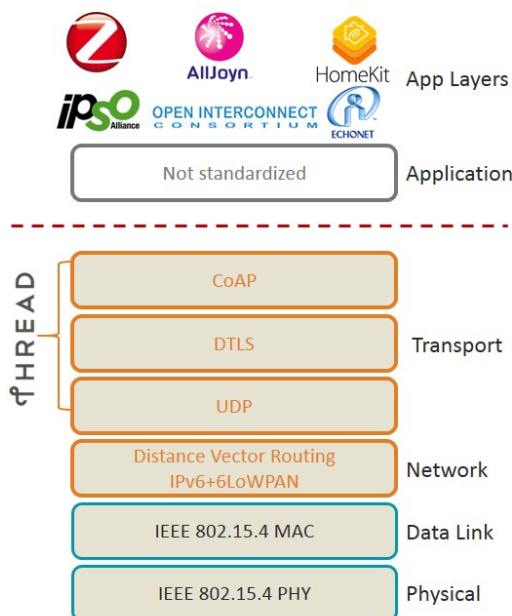 Z
AllJoyn
HomeKit
App Layers
ipso
Alliance
OPEN INTERCONNECT
CONSORTIUM
ECHONET
Not standardized
Application
THREAD
CoAP
DTLS
Transport
UDP
Distance Vector Routing
IPv6+6LoWPAN
Network
IEEE 802.15.4 MAC
Data Link
IEEE 802.15.4 PHY
Physical